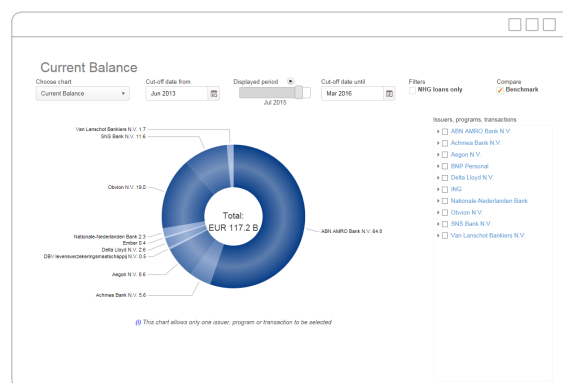 Current Balance
Choose chart
Current Balance
Cut-off date from
Jun 2013
Displayed period
Jul 2015
Cut-off date until
Mar 2016
Filters
NHG loans only
Compare
Benchmark
Van Lanschot Bankiers N.V. 1.7
SNS Bank N.V. 11.6
Obvion N.V. 19.0
Nationale-Nederlanden Bank 2.3
Ember 0.4
Delta Lloyd N.V. 2.6
DBV levensverzekeringsmaatschappij N.V. 0.5
Aegon N.V.
Achmea Bank N.V. 5.6
Total:
EUR 117.2 B
ABN AMRO Bank N.V.
(i) This chart allows only one issuer, program or transaction to be selected
Issuers, programs, transactions
ABN AMRO Bank N.V.
Achmea Bank N.V.
Aegon N.V.
BNP Personal
Delta Lloyd N.V.
ING
Nationale-Nederlanden Bank
Obvion N.V.
SNS Bank N.V.
Van Lanschot Bankiers N.V.